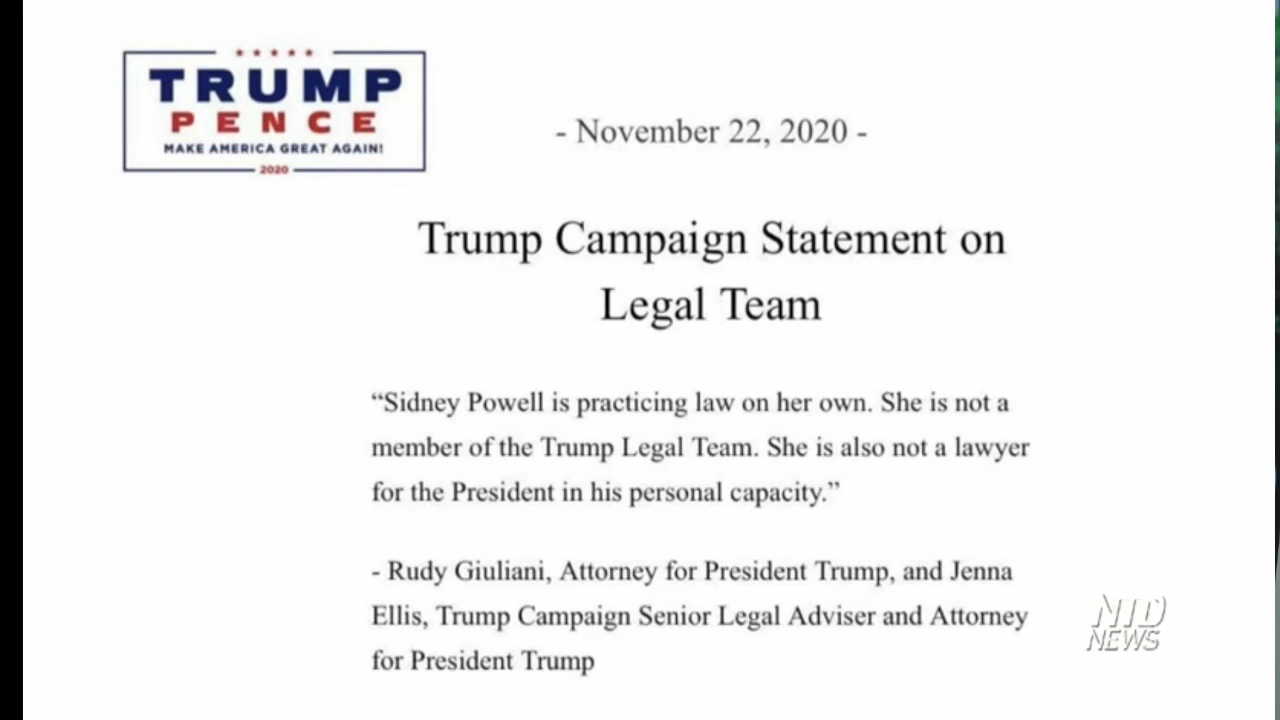 TRUMP
PENCE
MAKE AMERICA GREAT AGAIN!
2020
- November 22, 2020 -
Trump Campaign Statement on
Legal Team
“Sidney Powell is practicing law on her own. She is not a
member of the Trump Legal Team. She is also not a lawyer
for the President in his personal capacity.”
- Rudy Giuliani, Attorney for President Trump, and Jenna
Ellis, Trump Campaign Senior Legal Adviser and Attorney
for President Trump
NTD
NEWS